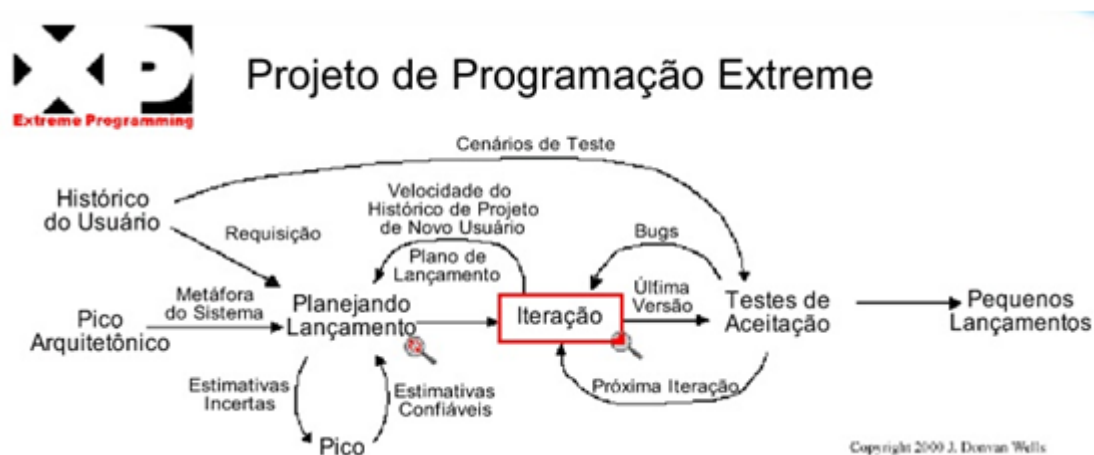 XP
Extreme Programming
Projeto de Programação Extreme
Cenários de Teste
Histórico
do Usuário
Requisição
Velocidade do
Histórico de Projeto
de Novo Usuário
Plano de
Lançamento
Bugs
Metáfora
do Sistema
Pico
Arquitetônico
Planejando
Lançamento
Iteração
Última
Versão
Testes de
Aceitação
Pequenos
Lançamentos
Estimativas
Incertas
Estimativas
Confiáveis
Próxima Iteração
Pico
Copyright 2000 J. Donvan Wells